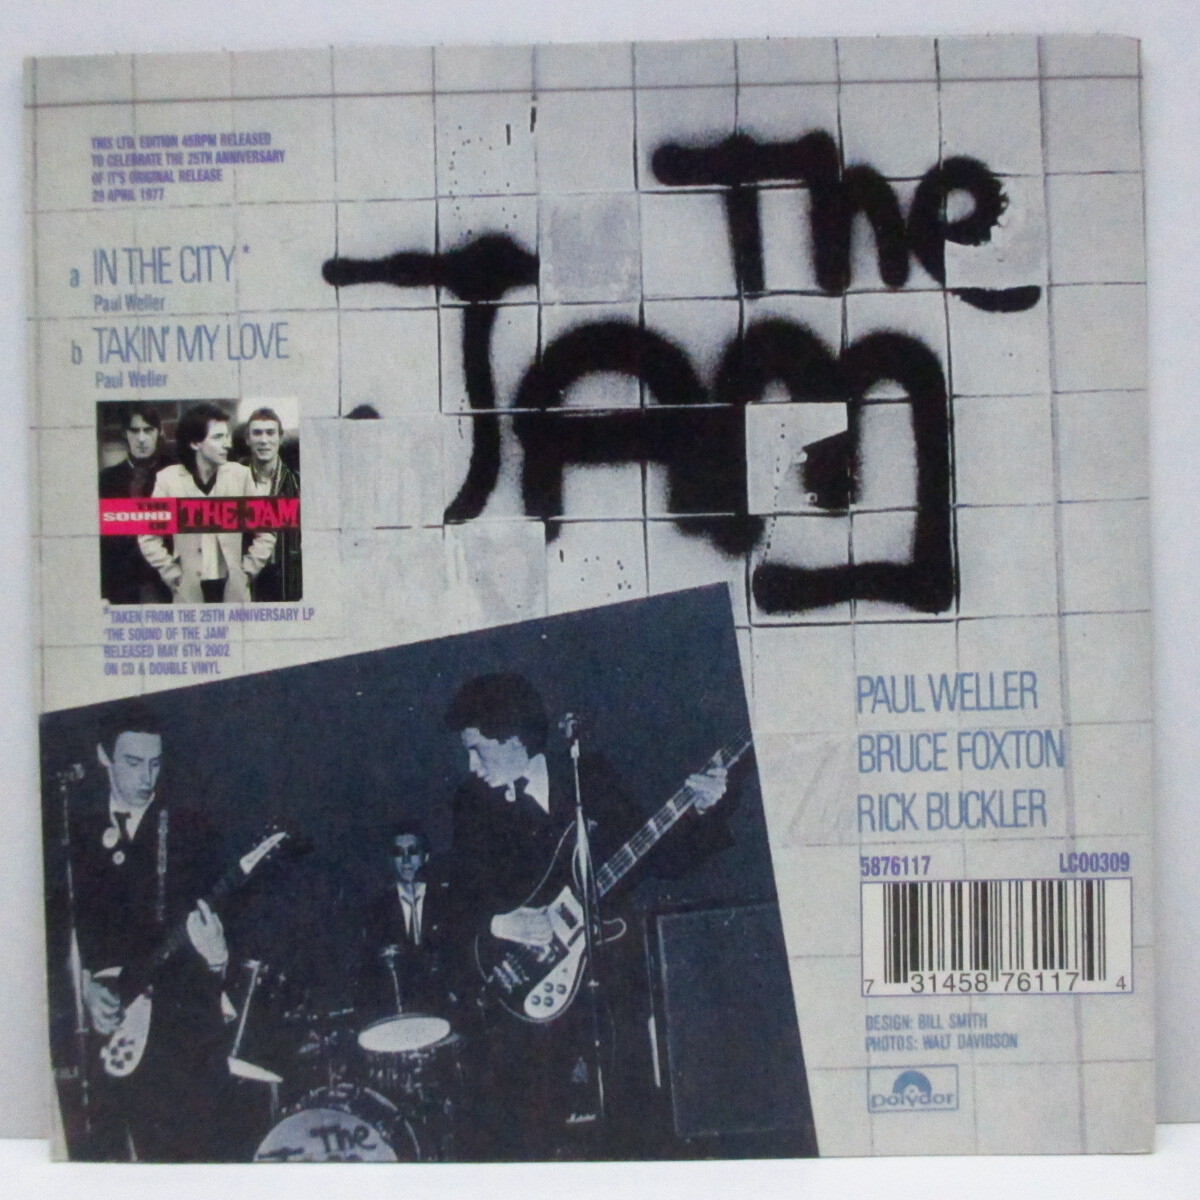 THIS LTD. EDITION 45RPM RELEASED
TO CELEBRATE THE 25TH ANNIVERSARY
OF IT'S ORIGINAL RELEASE
29 APRIL 1977
a IN THE CITY*
Paul Weller
b TAKIN' MY LOVE
Paul Weller
THE SOUND OF THE JAM
*TAKEN FROM THE 25TH ANNIVERSARY LP
'THE SOUND OF THE JAM'
RELEASED MAY 6TH 2002
ON CD & DOUBLE VINYL
The
JAM
PAUL WELLER
BRUCE FOXTON
RICK BUCKLER
5876117 LC00309
7 31458 76117 4
DESIGN: BILL SMITH
PHOTOS: WALT DAVIDSON
polydor
The